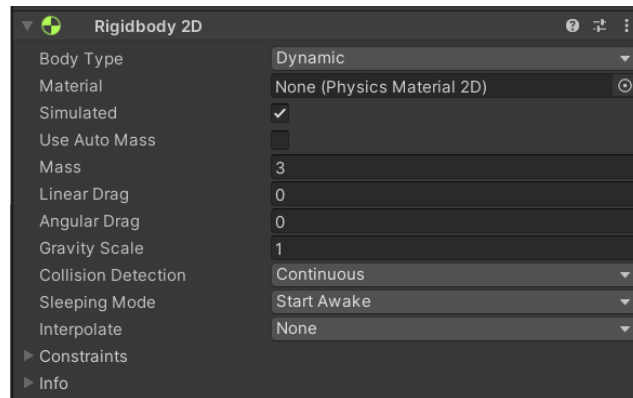 Rigidbody 2D
Body Type Dynamic
Material None (Physics Material 2D)
Simulated
Use Auto Mass
Mass 3
Linear Drag 0
Angular Drag 0
Gravity Scale 1
Collision Detection Continuous
Sleeping Mode Start Awake
Interpolate None
Constraints
Info